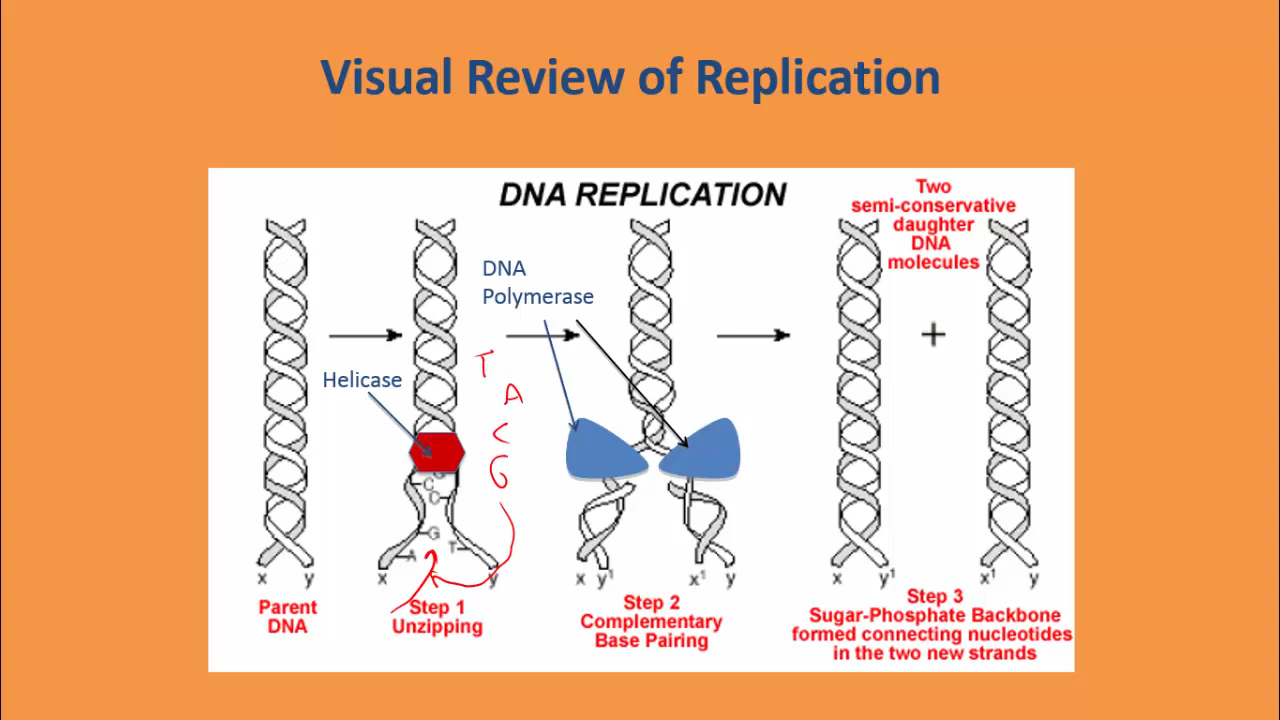 Visual Review of Replication
DNA REPLICATION
Two
semi-conservative
daughter
DNA
molecules
DNA
Polymerase
Helicase
T
A
C
G
+
C
C
G
A
T
x
y
x
y
x
y¹
x¹
y
x
y¹
x¹
y
Parent
DNA
Step 1
Unzipping
Step 2
Complementary
Base Pairing
Step 3
Sugar-Phosphate Backbone
formed connecting nucleotides
in the two new strands